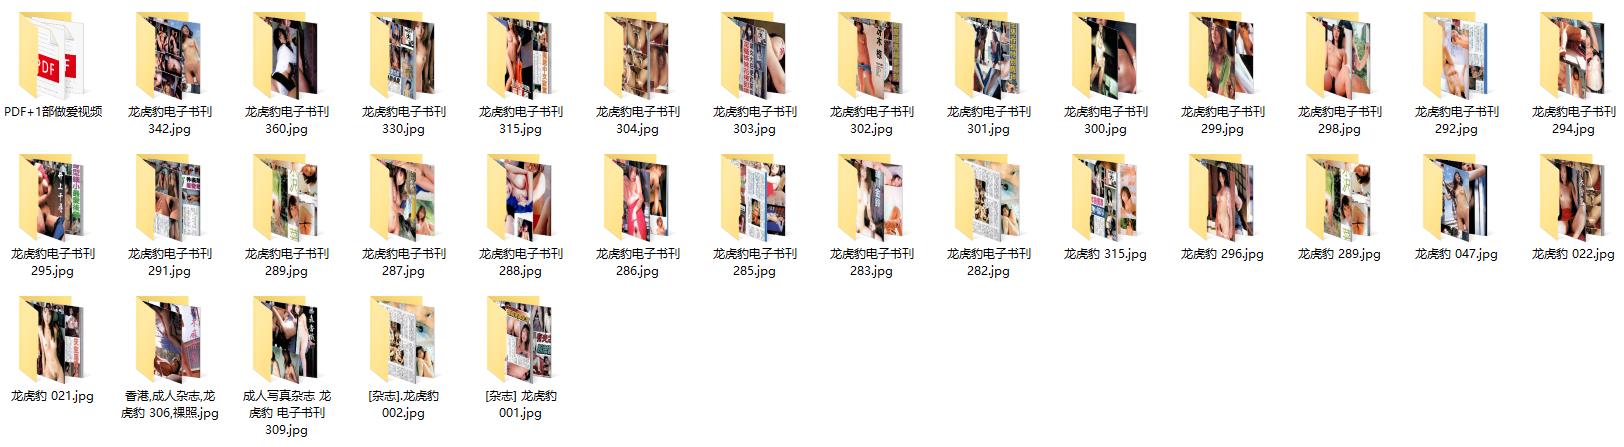 PDF+1部做爱视频
龙虎豹电子书刊
342.jpg
龙虎豹电子书刊
360.jpg
龙虎豹电子书刊
330.jpg
龙虎豹电子书刊
315.jpg
龙虎豹电子书刊
304.jpg
龙虎豹电子书刊
303.jpg
龙虎豹电子书刊
302.jpg
龙虎豹电子书刊
301.jpg
龙虎豹电子书刊
300.jpg
龙虎豹电子书刊
299.jpg
龙虎豹电子书刊
298.jpg
龙虎豹电子书刊
292.jpg
龙虎豹电子书刊
294.jpg
龙虎豹电子书刊
295.jpg
龙虎豹电子书刊
291.jpg
龙虎豹电子书刊
289.jpg
龙虎豹电子书刊
287.jpg
龙虎豹电子书刊
288.jpg
龙虎豹电子书刊
286.jpg
龙虎豹电子书刊
285.jpg
龙虎豹电子书刊
283.jpg
龙虎豹电子书刊
282.jpg
龙虎豹 315.jpg
龙虎豹 296.jpg
龙虎豹 289.jpg
龙虎豹 047.jpg
龙虎豹 022.jpg
龙虎豹 021.jpg
香港,成人杂志,龙
虎豹 306,裸照.jpg
成人写真杂志 龙
虎豹 电子书刊
309.jpg
[杂志].龙虎豹
002.jpg
[杂志] 龙虎豹
001.jpg